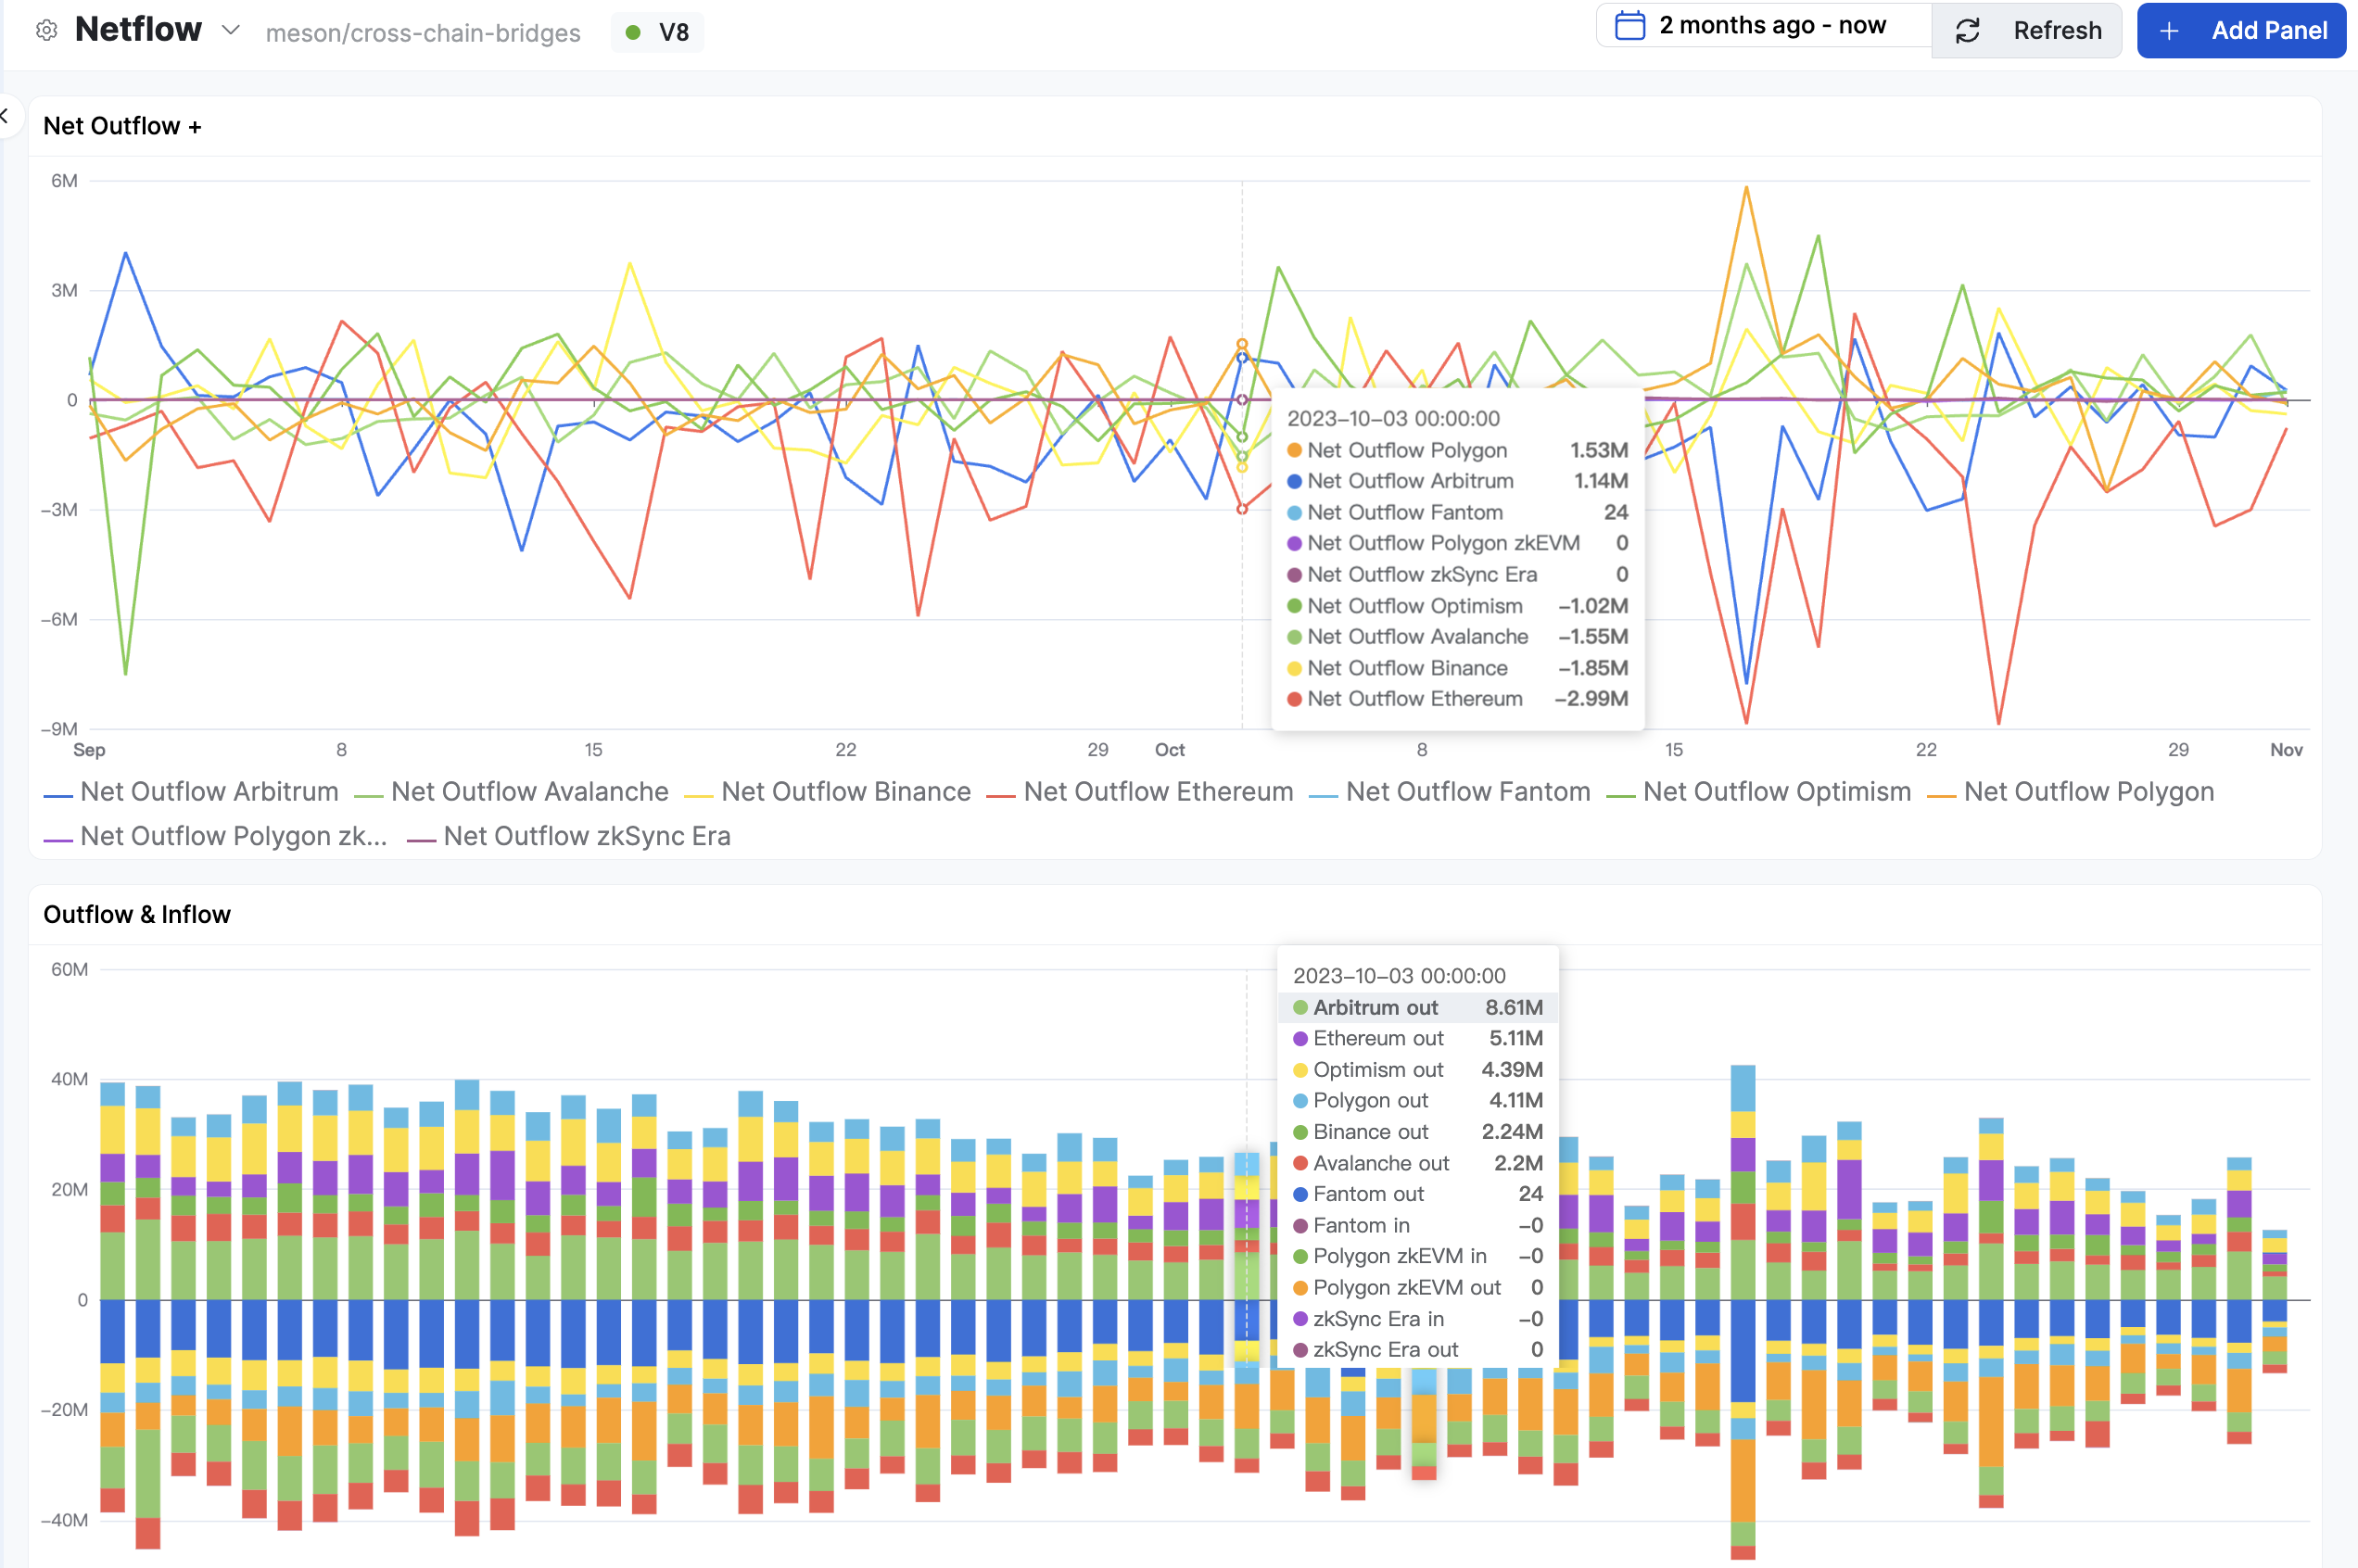 Netflow meson/cross-chain-bridges V8 2 months ago - now Refresh + Add Panel
Net Outflow +
6M
3M
0
−3M
−6M
−9M
Sep 8 15 22 29 Oct 8 15 22 29 Nov
2023−10−03 00:00:00
Net Outflow Polygon 1.53M
Net Outflow Arbitrum 1.14M
Net Outflow Fantom 24
Net Outflow Polygon zkEVM 0
Net Outflow zkSync Era 0
Net Outflow Optimism −1.02M
Net Outflow Avalanche −1.55M
Net Outflow Binance −1.85M
Net Outflow Ethereum −2.99M
Net Outflow Arbitrum Net Outflow Avalanche Net Outflow Binance Net Outflow Ethereum Net Outflow Fantom Net Outflow Optimism Net Outflow Polygon
Net Outflow Polygon zk... Net Outflow zkSync Era
Outflow & Inflow
60M
40M
20M
0
−20M
−40M
2023−10−03 00:00:00
Arbitrum out 8.61M
Ethereum out 5.11M
Optimism out 4.39M
Polygon out 4.11M
Binance out 2.24M
Avalanche out 2.2M
Fantom out 24
Fantom in −0
Polygon zkEVM in −0
Polygon zkEVM out 0
zkSync Era in −0
zkSync Era out 0